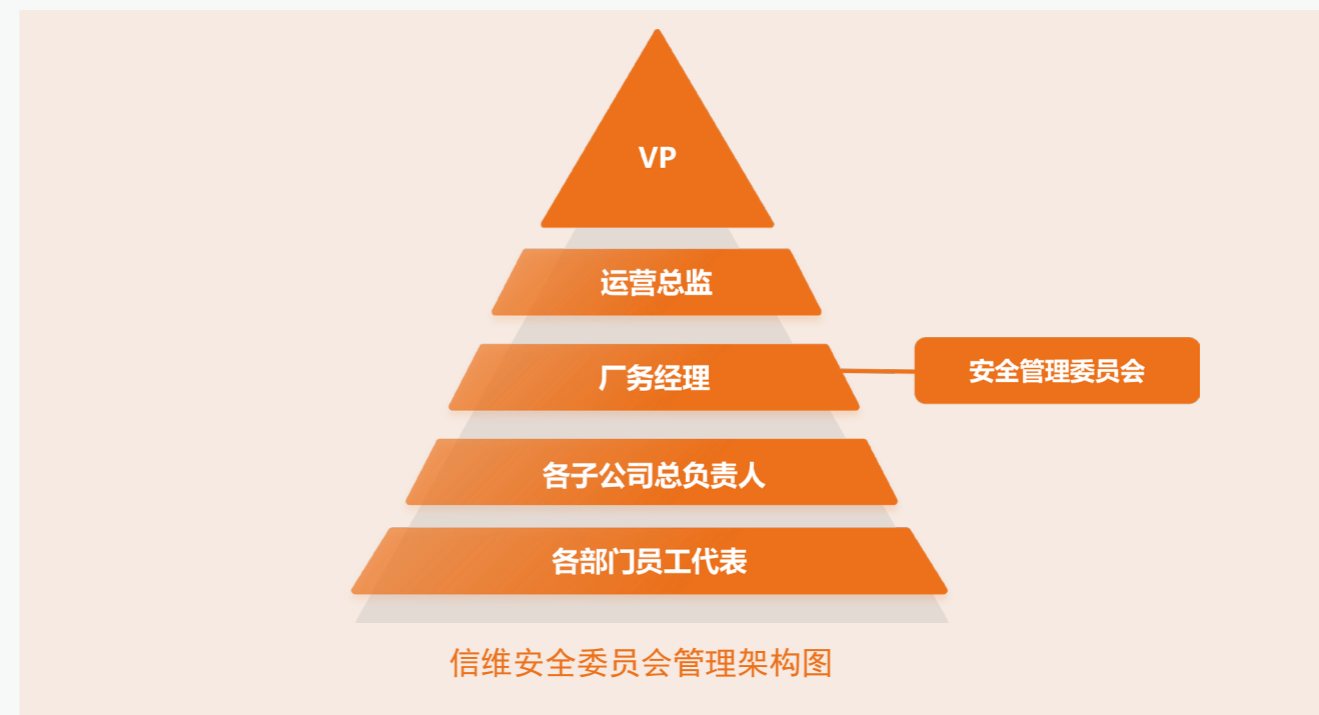 VP
运营总监
厂务经理
安全管理委员会
各子公司总负责人
各部门员工代表
信维安全委员会管理架构图